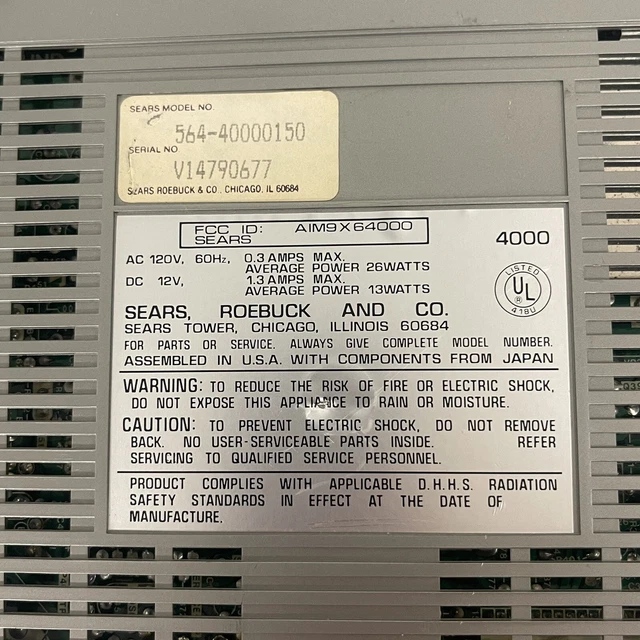 SEARS MODEL NO.
564-40000150
SERIAL NO.
V14790677
SEARS ROEBUCK & CO., CHICAGO, IL 60684
FCC ID: AIM9X64000
SEARS
4000
AC 120V, 60Hz, 0.3 AMPS MAX.
AVERAGE POWER 26WATTS
DC 12V, 1.3 AMPS MAX.
AVERAGE POWER 13WATTS
LISTED
UL
®
418U
SEARS, ROEBUCK AND CO.
SEARS TOWER, CHICAGO, ILLINOIS 60684
FOR PARTS OR SERVICE. ALWAYS GIVE COMPLETE MODEL NUMBER.
ASSEMBLED IN U.S.A. WITH COMPONENTS FROM JAPAN
WARNING: TO REDUCE THE RISK OF FIRE OR ELECTRIC SHOCK,
DO NOT EXPOSE THIS APPLIANCE TO RAIN OR MOISTURE.
CAUTION: TO PREVENT ELECTRIC SHOCK, DO NOT REMOVE
BACK. NO USER-SERVICEABLE PARTS INSIDE. REFER
SERVICING TO QUALIFIED SERVICE PERSONNEL.
PRODUCT COMPLIES WITH APPLICABLE D.H.H.S. RADIATION
SAFETY STANDARDS IN EFFECT AT THE DATE OF
MANUFACTURE.